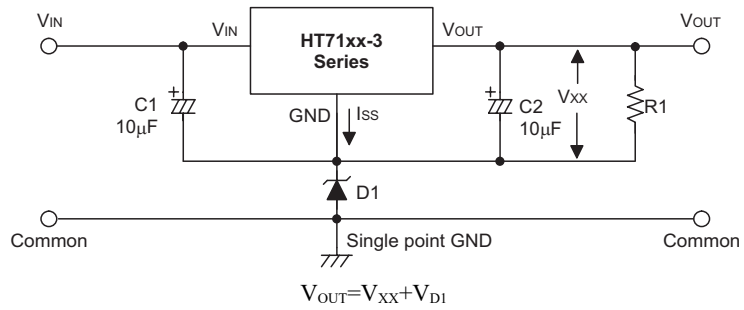 VIN
VOUT
VIN
HT71xx-3
Series
VOUT
C1
10μF
GND
ISS
C2
10μF
VXX
R1
D1
Common
Single point GND
Common
VOUT=VXX+VD1